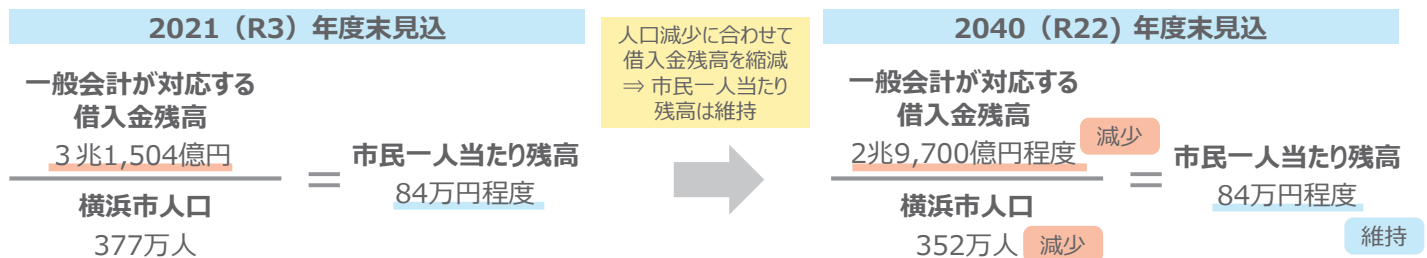 2021（R3）年度末見込
一般会計が対応する
借入金残高
３兆1,504億円
横浜市人口
377万人
＝
市民一人当たり残高
84万円程度
人口減少に合わせて
借入金残高を縮減
⇒ 市民一人当たり
残高は維持
2040（R22) 年度末見込
一般会計が対応する
借入金残高
2兆9,700億円程度 減少
横浜市人口
352万人 減少
＝
市民一人当たり残高
84万円程度
維持